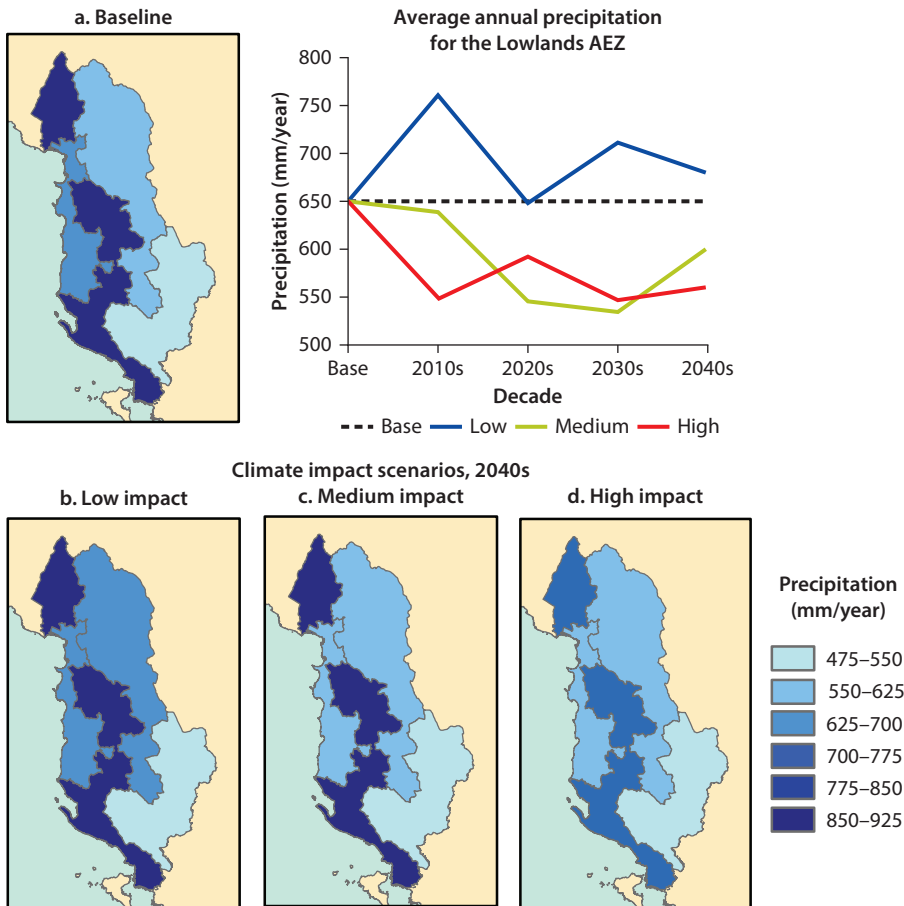 a. Baseline
Average annual precipitation
for the Lowlands AEZ
Precipitation (mm/year)
800
750
700
650
600
550
500
Base
2010s
2020s
2030s
2040s
Decade
Base
Low
Medium
High
Climate impact scenarios, 2040s
b. Low impact
c. Medium impact
d. High impact
Precipitation
(mm/year)
475–550
550–625
625–700
700–775
775–850
850–925